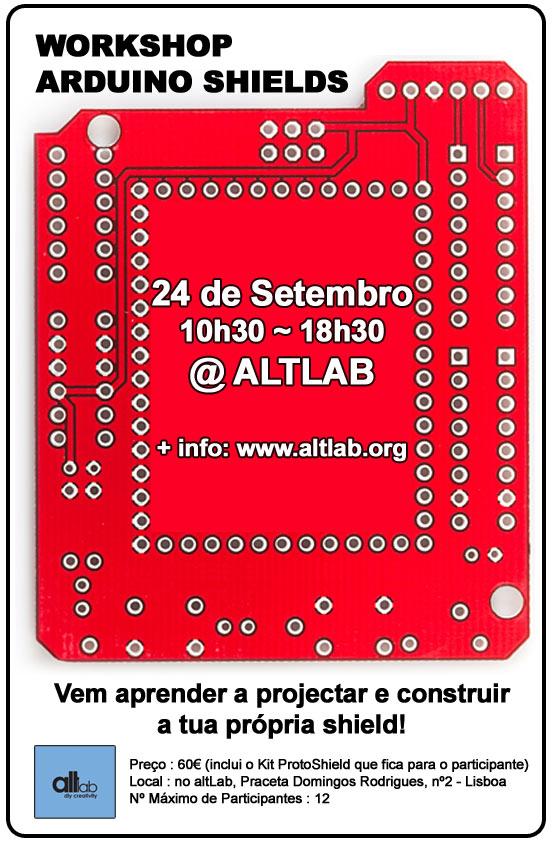 WORKSHOP
ARDUINO SHIELDS
24 de Setembro
10h30 ~ 18h30
@ ALTLAB
+ info: www.altlab.org
Vem aprender a projectar e construir
a tua própria shield!
altlab
diy creativity
Preço : 60€ (inclui o Kit ProtoShield que fica para o participante)
Local : no altLab, Praceta Domingos Rodrigues, nº2 - Lisboa
Nº Máximo de Participantes : 12